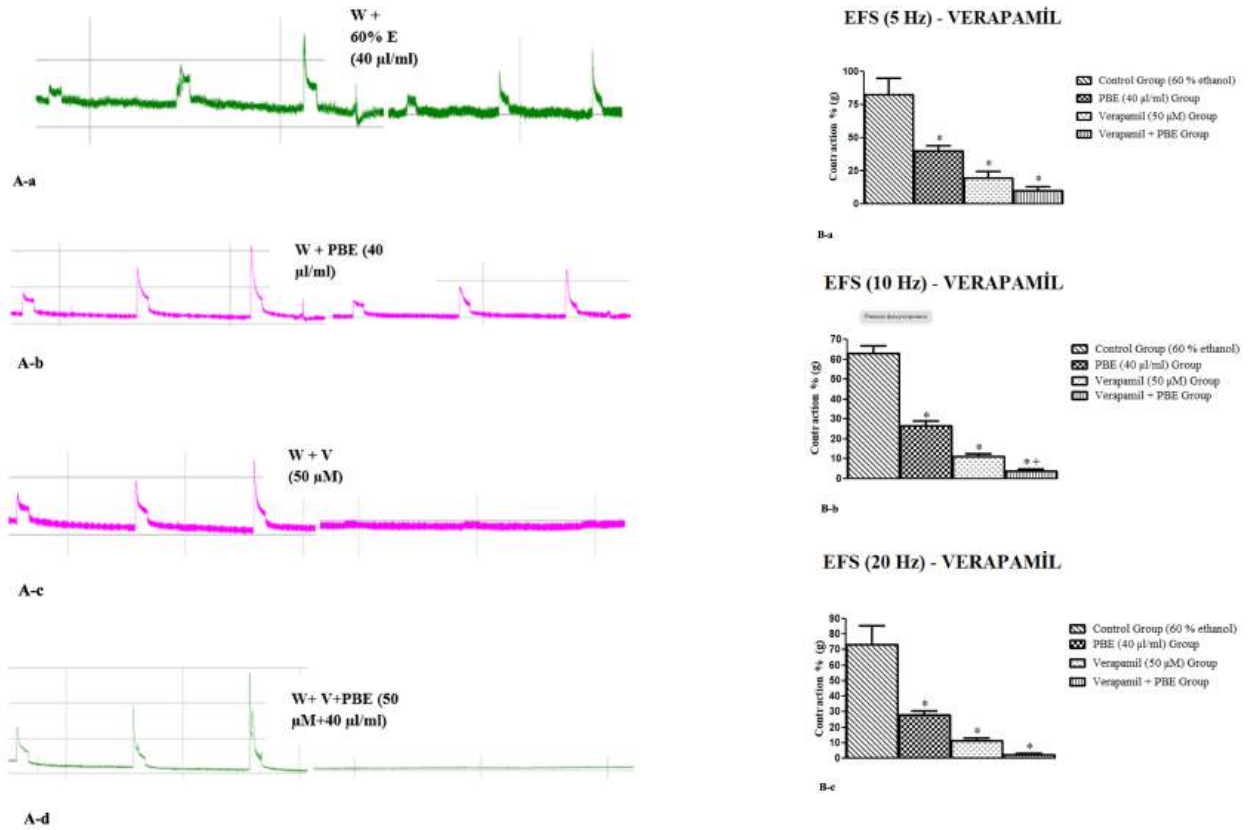 W +
60% E
(40 µl/ml)
A-a
W + PBE (40
µl/ml)
A-b
W + V
(50 µM)
A-c
W+ V+PBE (50
µM+40 µl/ml)
A-d
EFS (5 Hz) - VERAPAMİL
Contraction % (g)
100
75
50
25
0
*
*
*
Control Group (60 % ethanol)
PBE (40 µl/ml) Group
Verapamil (50 µM) Group
Verapamil + PBE Group
B-a
EFS (10 Hz) - VERAPAMİL
Contraction % (g)
70
60
50
40
30
20
10
0
*
*
* +
Control Group (60 % ethanol)
PBE (40 µl/ml) Group
Verapamil (50 µM) Group
Verapamil + PBE Group
B-b
EFS (20 Hz) - VERAPAMİL
Contraction % (g)
90
80
70
60
50
40
30
20
10
0
*
*
*
Control Group (60 % ethanol)
PBE (40 µl/ml) Group
Verapamil (50 µM) Group
Verapamil + PBE Group
B-c